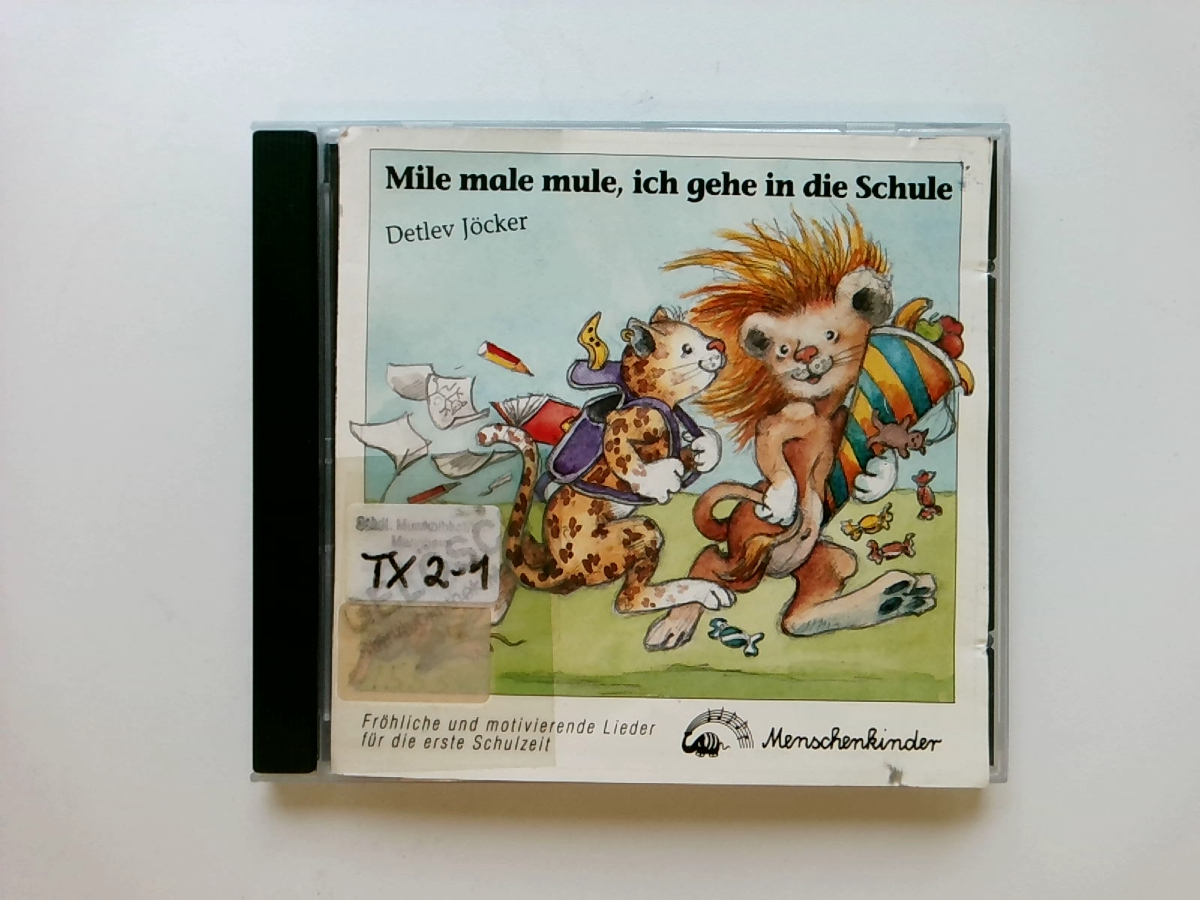 Mile male mule, ich gehe in die Schule
Detlev Jöcker
Städt.
TX 2-1
Fröhliche und motivierende Lieder
für die erste Schulzeit
Menschenkinder